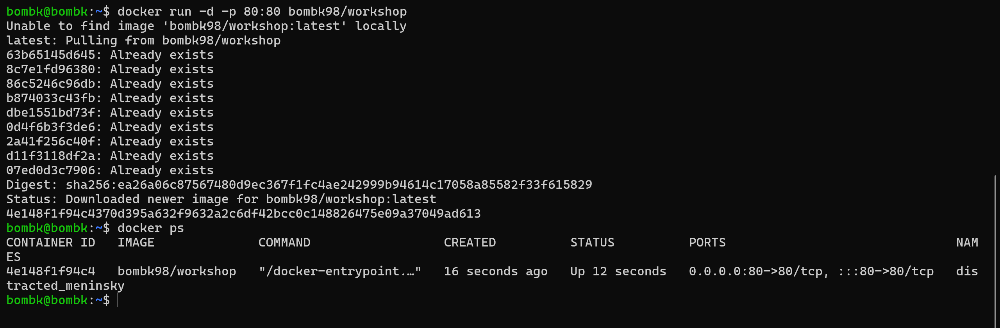 bombk@bombk:~$ docker run -d -p 80:80 bombk98/workshop
Unable to find image 'bombk98/workshop:latest' locally
latest: Pulling from bombk98/workshop
63b65145d645: Already exists
8c7e1fd96380: Already exists
86c5246c96db: Already exists
b874033c43fb: Already exists
dbe1551bd73f: Already exists
0d4f6b3f3de6: Already exists
2a41f256c40f: Already exists
d11f3118df2a: Already exists
07ed0d3c7906: Already exists
Digest: sha256:ea26a06c87567480d9ec367f1fc4ae242999b94614c17058a85582f33f615829
Status: Downloaded newer image for bombk98/workshop:latest
4e148f1f94c4370d395a632f9632a2c6df42bcc0c148826475e09a37049ad613
bombk@bombk:~$ docker ps
CONTAINER ID   IMAGE              COMMAND                  CREATED          STATUS          PORTS                               NAM
ES
4e148f1f94c4   bombk98/workshop   "/docker-entrypoint.…"   16 seconds ago   Up 12 seconds   0.0.0.0:80->80/tcp, :::80->80/tcp   dis
tracted_meninsky
bombk@bombk:~$